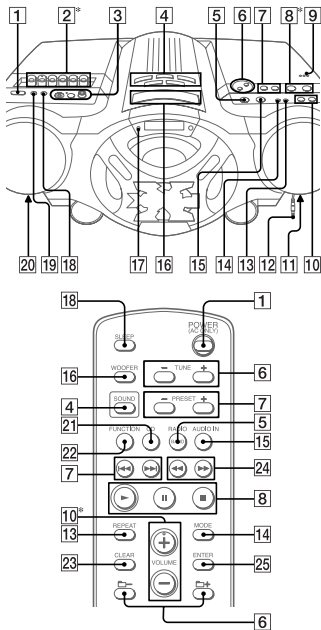 1 2* 3 4 5 6 7 8* 9
20 19 18 17 16 15 14 13 12 11 10
18 1
SLEEP
POWER
(AC ONLY)
16 WOOFER − TUNE + 6
4 SOUND − PRESET + 7
21 5
FUNCTION CD RADIO AUDIO IN
BAND
22 15
7 24
8
10*
13 REPEAT MODE 14
+
VOLUME
−
23 CLEAR ENTER 25
− +
6